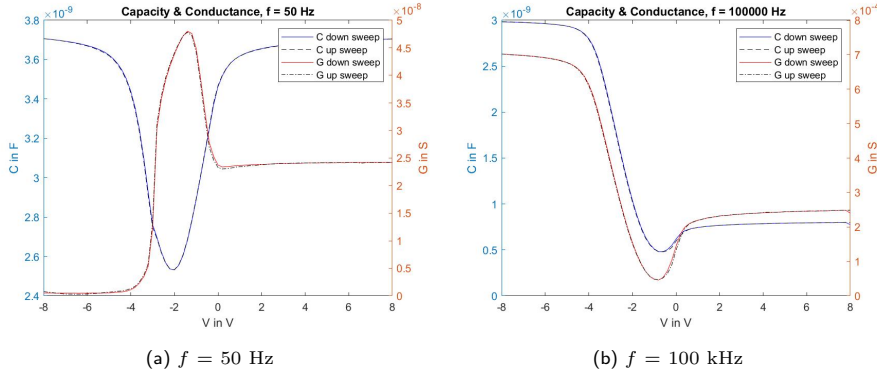 Capacity & Conductance, f = 50 Hz
×10⁻⁹
×10⁻⁸
C in F
3.8
3.6
3.4
3.2
3
2.8
2.6
2.4
G in S
5
4.5
4
3.5
3
2.5
2
1.5
1
0.5
0
C down sweep
C up sweep
G down sweep
G up sweep
-8 -6 -4 -2 0 2 4 6 8
V in V
(a) f = 50 Hz
Capacity & Conductance, f = 100000 Hz
×10⁻⁹
×10⁻⁴
C in F
3
2.5
2
1.5
1
0.5
0
G in S
8
7
6
5
4
3
2
1
0
C down sweep
C up sweep
G down sweep
G up sweep
-8 -6 -4 -2 0 2 4 6 8
V in V
(b) f = 100 kHz